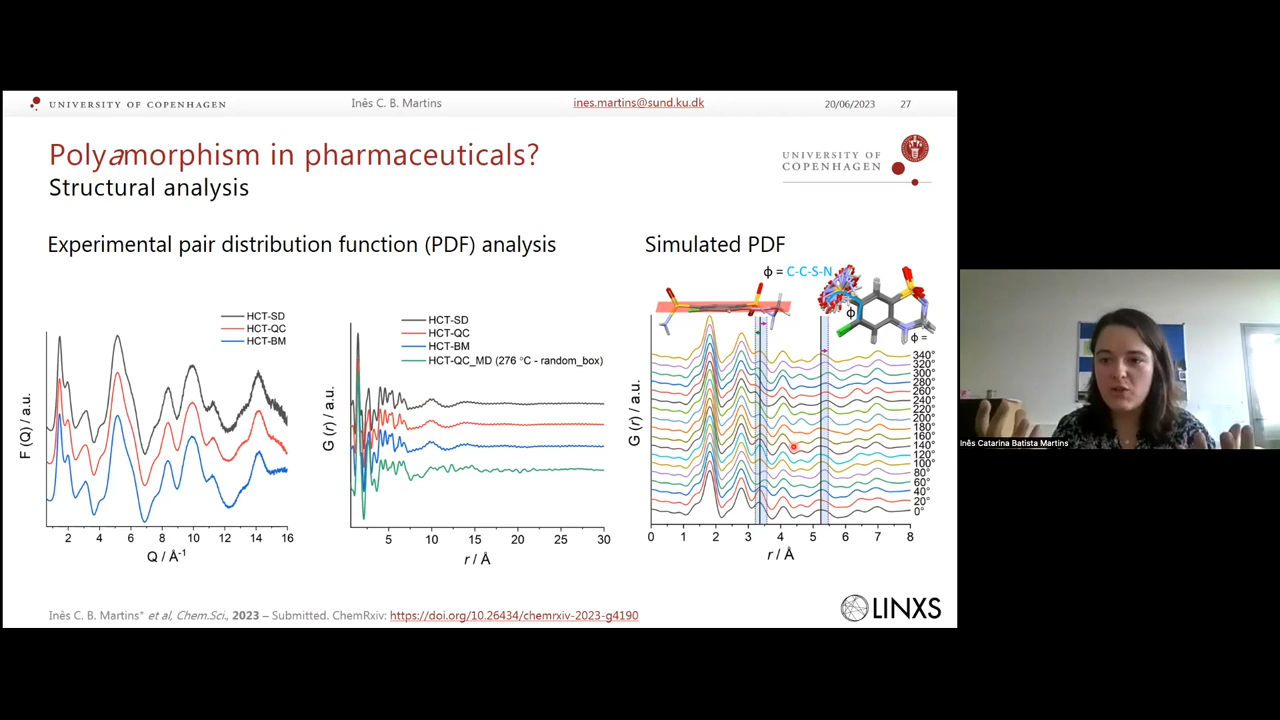 UNIVERSITY OF COPENHAGEN
Inês C. B. Martins
ines.martins@sund.ku.dk
20/06/2023
27
Polyamorphism in pharmaceuticals?
Structural analysis
UNIVERSITY OF
COPENHAGEN
Experimental pair distribution function (PDF) analysis
Simulated PDF
HCT-SD
HCT-QC
HCT-BM
F (Q) / a.u.
2 4 6 8 10 12 14 16
Q / Å-1
HCT-SD
HCT-QC
HCT-BM
HCT-QC_MD (276 °C - random_box)
G (r) / a.u.
5 10 15 20 25 30
r / Å
ϕ = C-C-S-N
ϕ
ϕ =
340°
320°
300°
280°
260°
240°
220°
200°
180°
160°
140°
120°
100°
80°
60°
40°
20°
0°
G (r) / a.u.
0 1 2 3 4 5 6 7 8
r / Å
Inês Catarina Batista Martins
Inês C. B. Martins* et al, Chem.Sci., 2023 – Submitted. ChemRxiv: https://doi.org/10.26434/chemrxiv-2023-g4190
LINXS